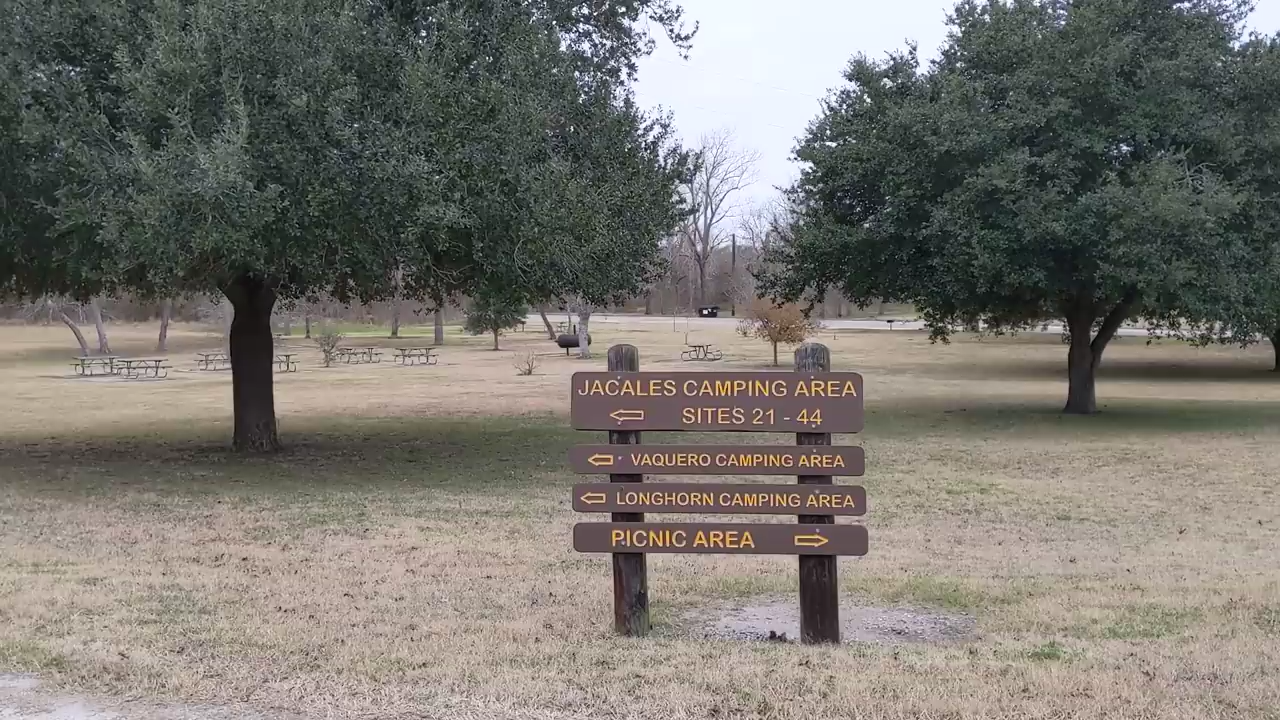 JACALES CAMPING AREA
SITES 21 - 44
VAQUERO CAMPING AREA
LONGHORN CAMPING AREA
PICNIC AREA